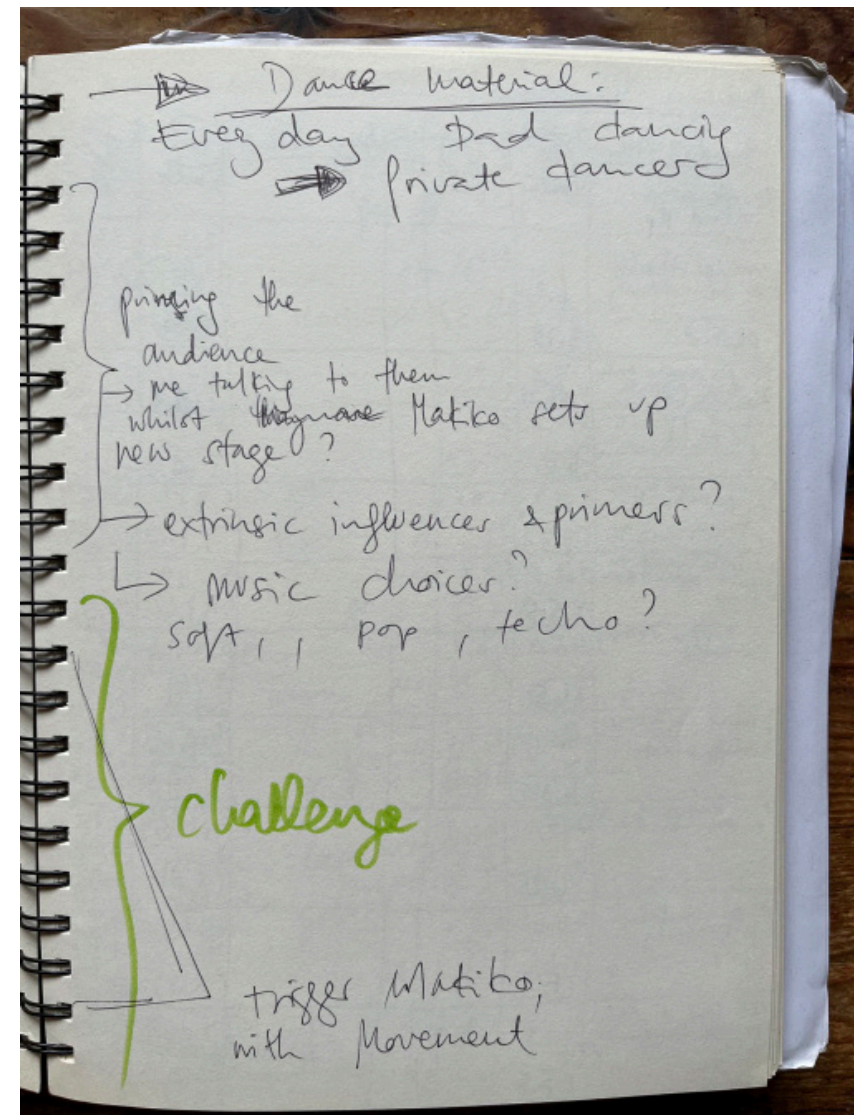 → Dance material:
Every day Dad dancing
→ private dancers
priming the
audience
→ me talking to them
whilst Makiko sets up
new stage?
→ extrinsic influences & primers?
↳ music choices?
soft, , pop, techno?
challenge
trigger Makiko,
with Movement